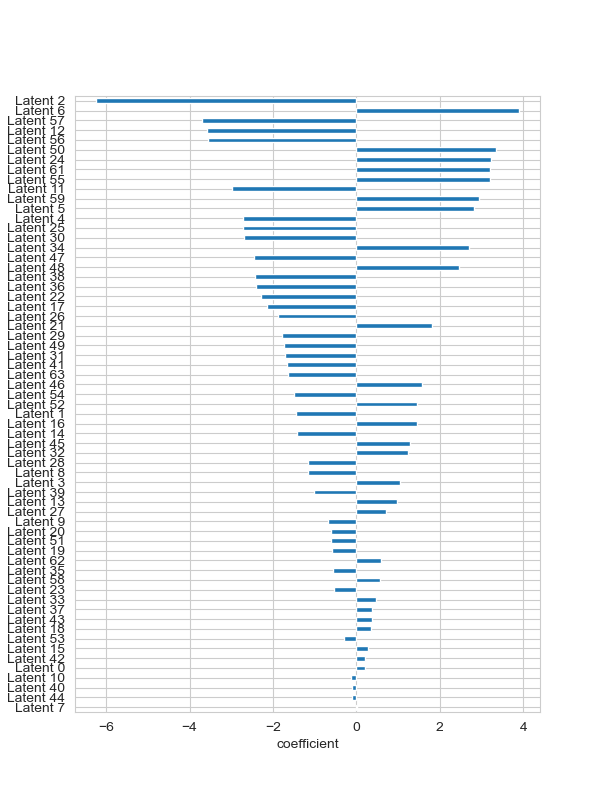 Latent 2
Latent 6
Latent 57
Latent 12
Latent 56
Latent 50
Latent 24
Latent 61
Latent 55
Latent 11
Latent 59
Latent 5
Latent 4
Latent 25
Latent 30
Latent 34
Latent 47
Latent 48
Latent 38
Latent 36
Latent 22
Latent 17
Latent 26
Latent 21
Latent 29
Latent 49
Latent 31
Latent 41
Latent 63
Latent 46
Latent 54
Latent 52
Latent 1
Latent 16
Latent 14
Latent 45
Latent 32
Latent 28
Latent 8
Latent 3
Latent 39
Latent 13
Latent 27
Latent 9
Latent 20
Latent 51
Latent 19
Latent 62
Latent 35
Latent 58
Latent 23
Latent 33
Latent 37
Latent 43
Latent 18
Latent 53
Latent 15
Latent 42
Latent 0
Latent 10
Latent 40
Latent 44
Latent 7
−6 −4 −2 0 2 4
coefficient